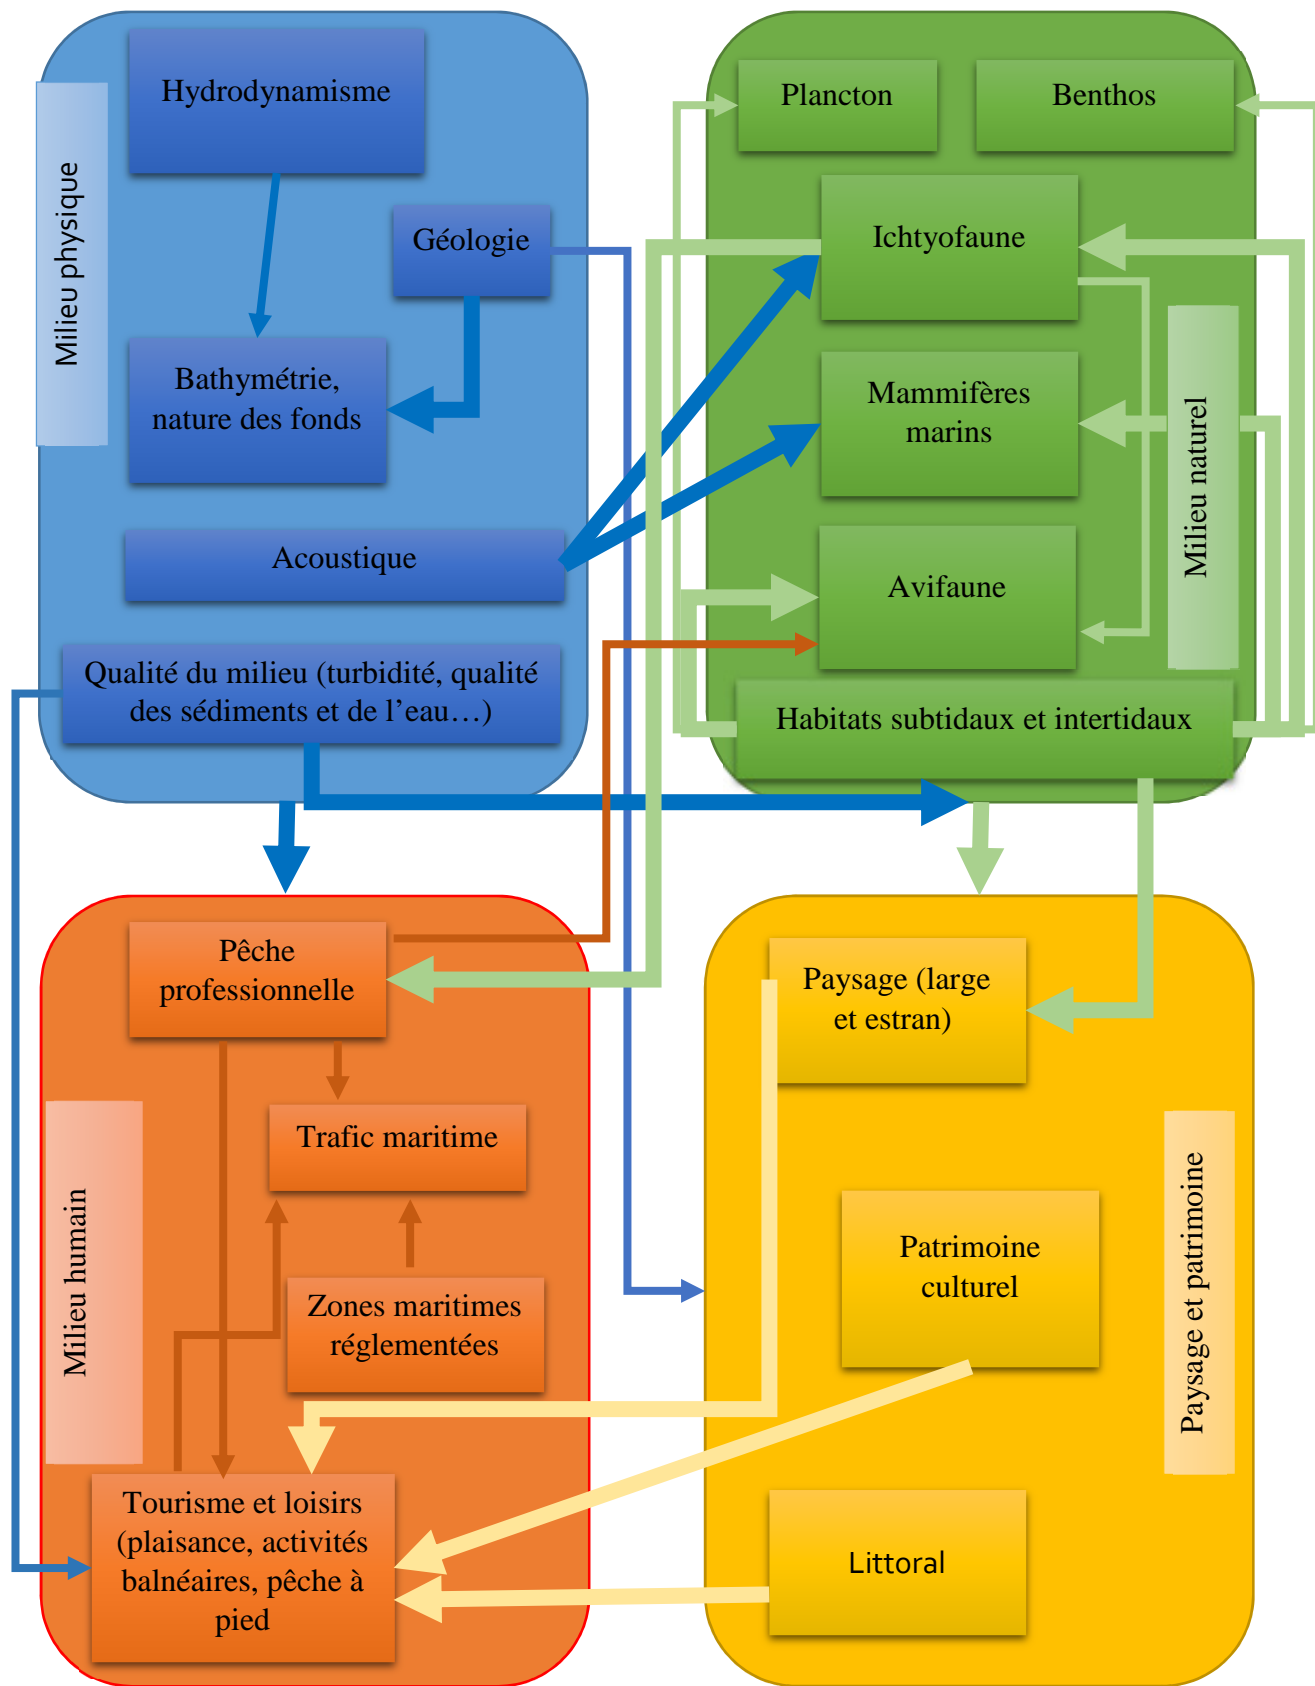 Milieu physique
Hydrodynamisme
Géologie
Bathymétrie,
nature des fonds
Acoustique
Qualité du milieu (turbidité, qualité
des sédiments et de l’eau…)
Plancton
Benthos
Ichtyofaune
Mammifères
marins
Avifaune
Habitats subtidaux et intertidaux
Milieu naturel
Milieu humain
Pêche
professionnelle
Trafic maritime
Zones maritimes
réglementées
Tourisme et loisirs
(plaisance, activités
balnéaires, pêche à
pied
Paysage (large
et estran)
Patrimoine
culturel
Littoral
Paysage et patrimoine